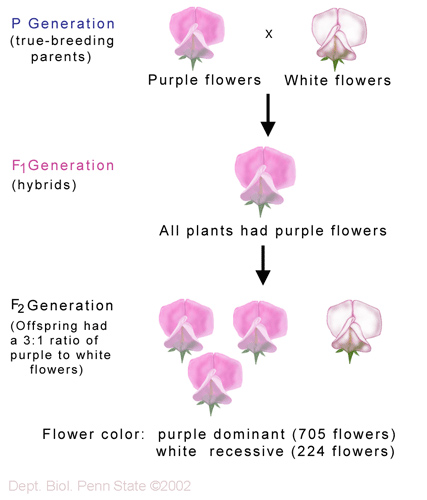 P Generation
(true-breeding
parents)
x
Purple flowers
White flowers
F1 Generation
(hybrids)
All plants had purple flowers
F2 Generation
(Offspring had
a 3:1 ratio of
purple to white
flowers)
Flower color: purple dominant (705 flowers)
white recessive (224 flowers)
Dept. Biol. Penn State ©2002